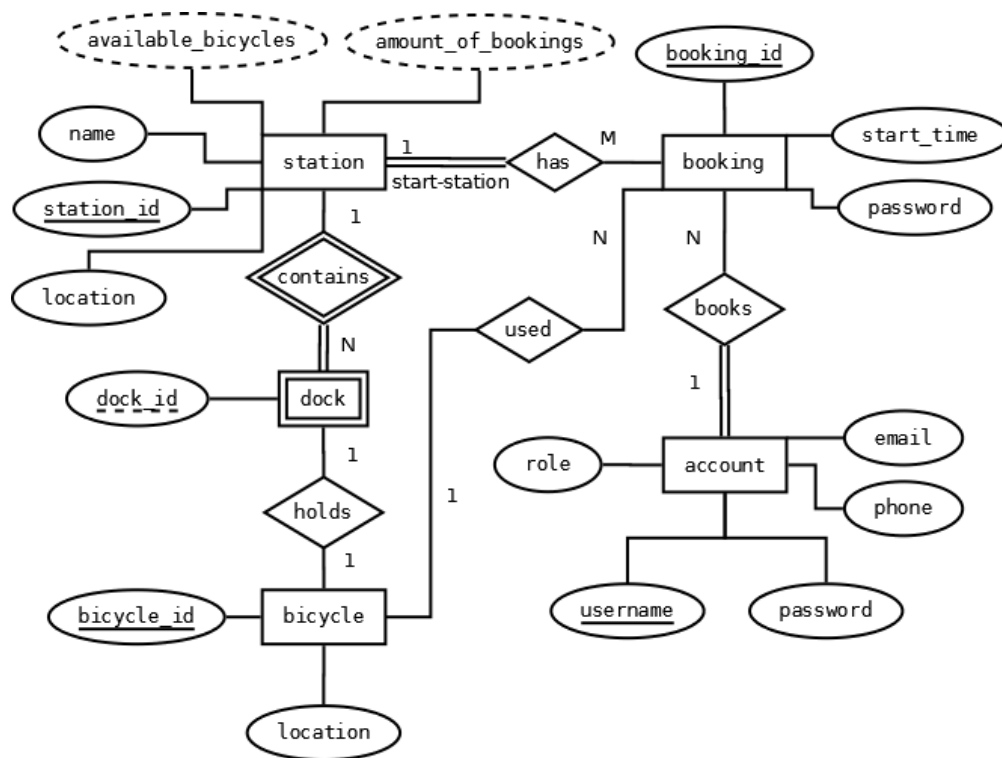 available_bicycles
amount_of_bookings
booking_id
name
station
1
M
has
booking
start_time
start-station
station_id
1
password
N
N
contains
location
books
used
N
dock_id
dock
1
email
role
account
1
1
phone
holds
1
bicycle_id
bicycle
username
password
location